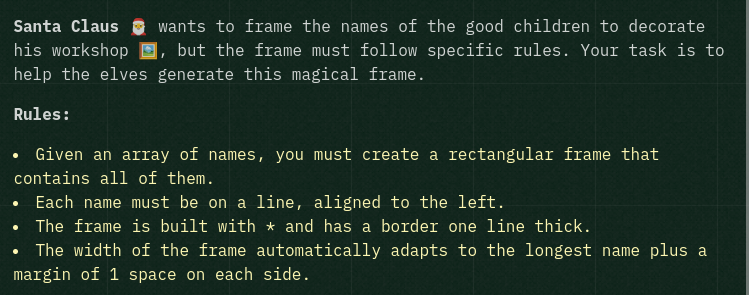 Santa Claus 🎅 wants to frame the names of the good children to decorate
his workshop 🖼️, but the frame must follow specific rules. Your task is to
help the elves generate this magical frame.
Rules:
• Given an array of names, you must create a rectangular frame that
contains all of them.
• Each name must be on a line, aligned to the left.
• The frame is built with * and has a border one line thick.
• The width of the frame automatically adapts to the longest name plus a
margin of 1 space on each side.